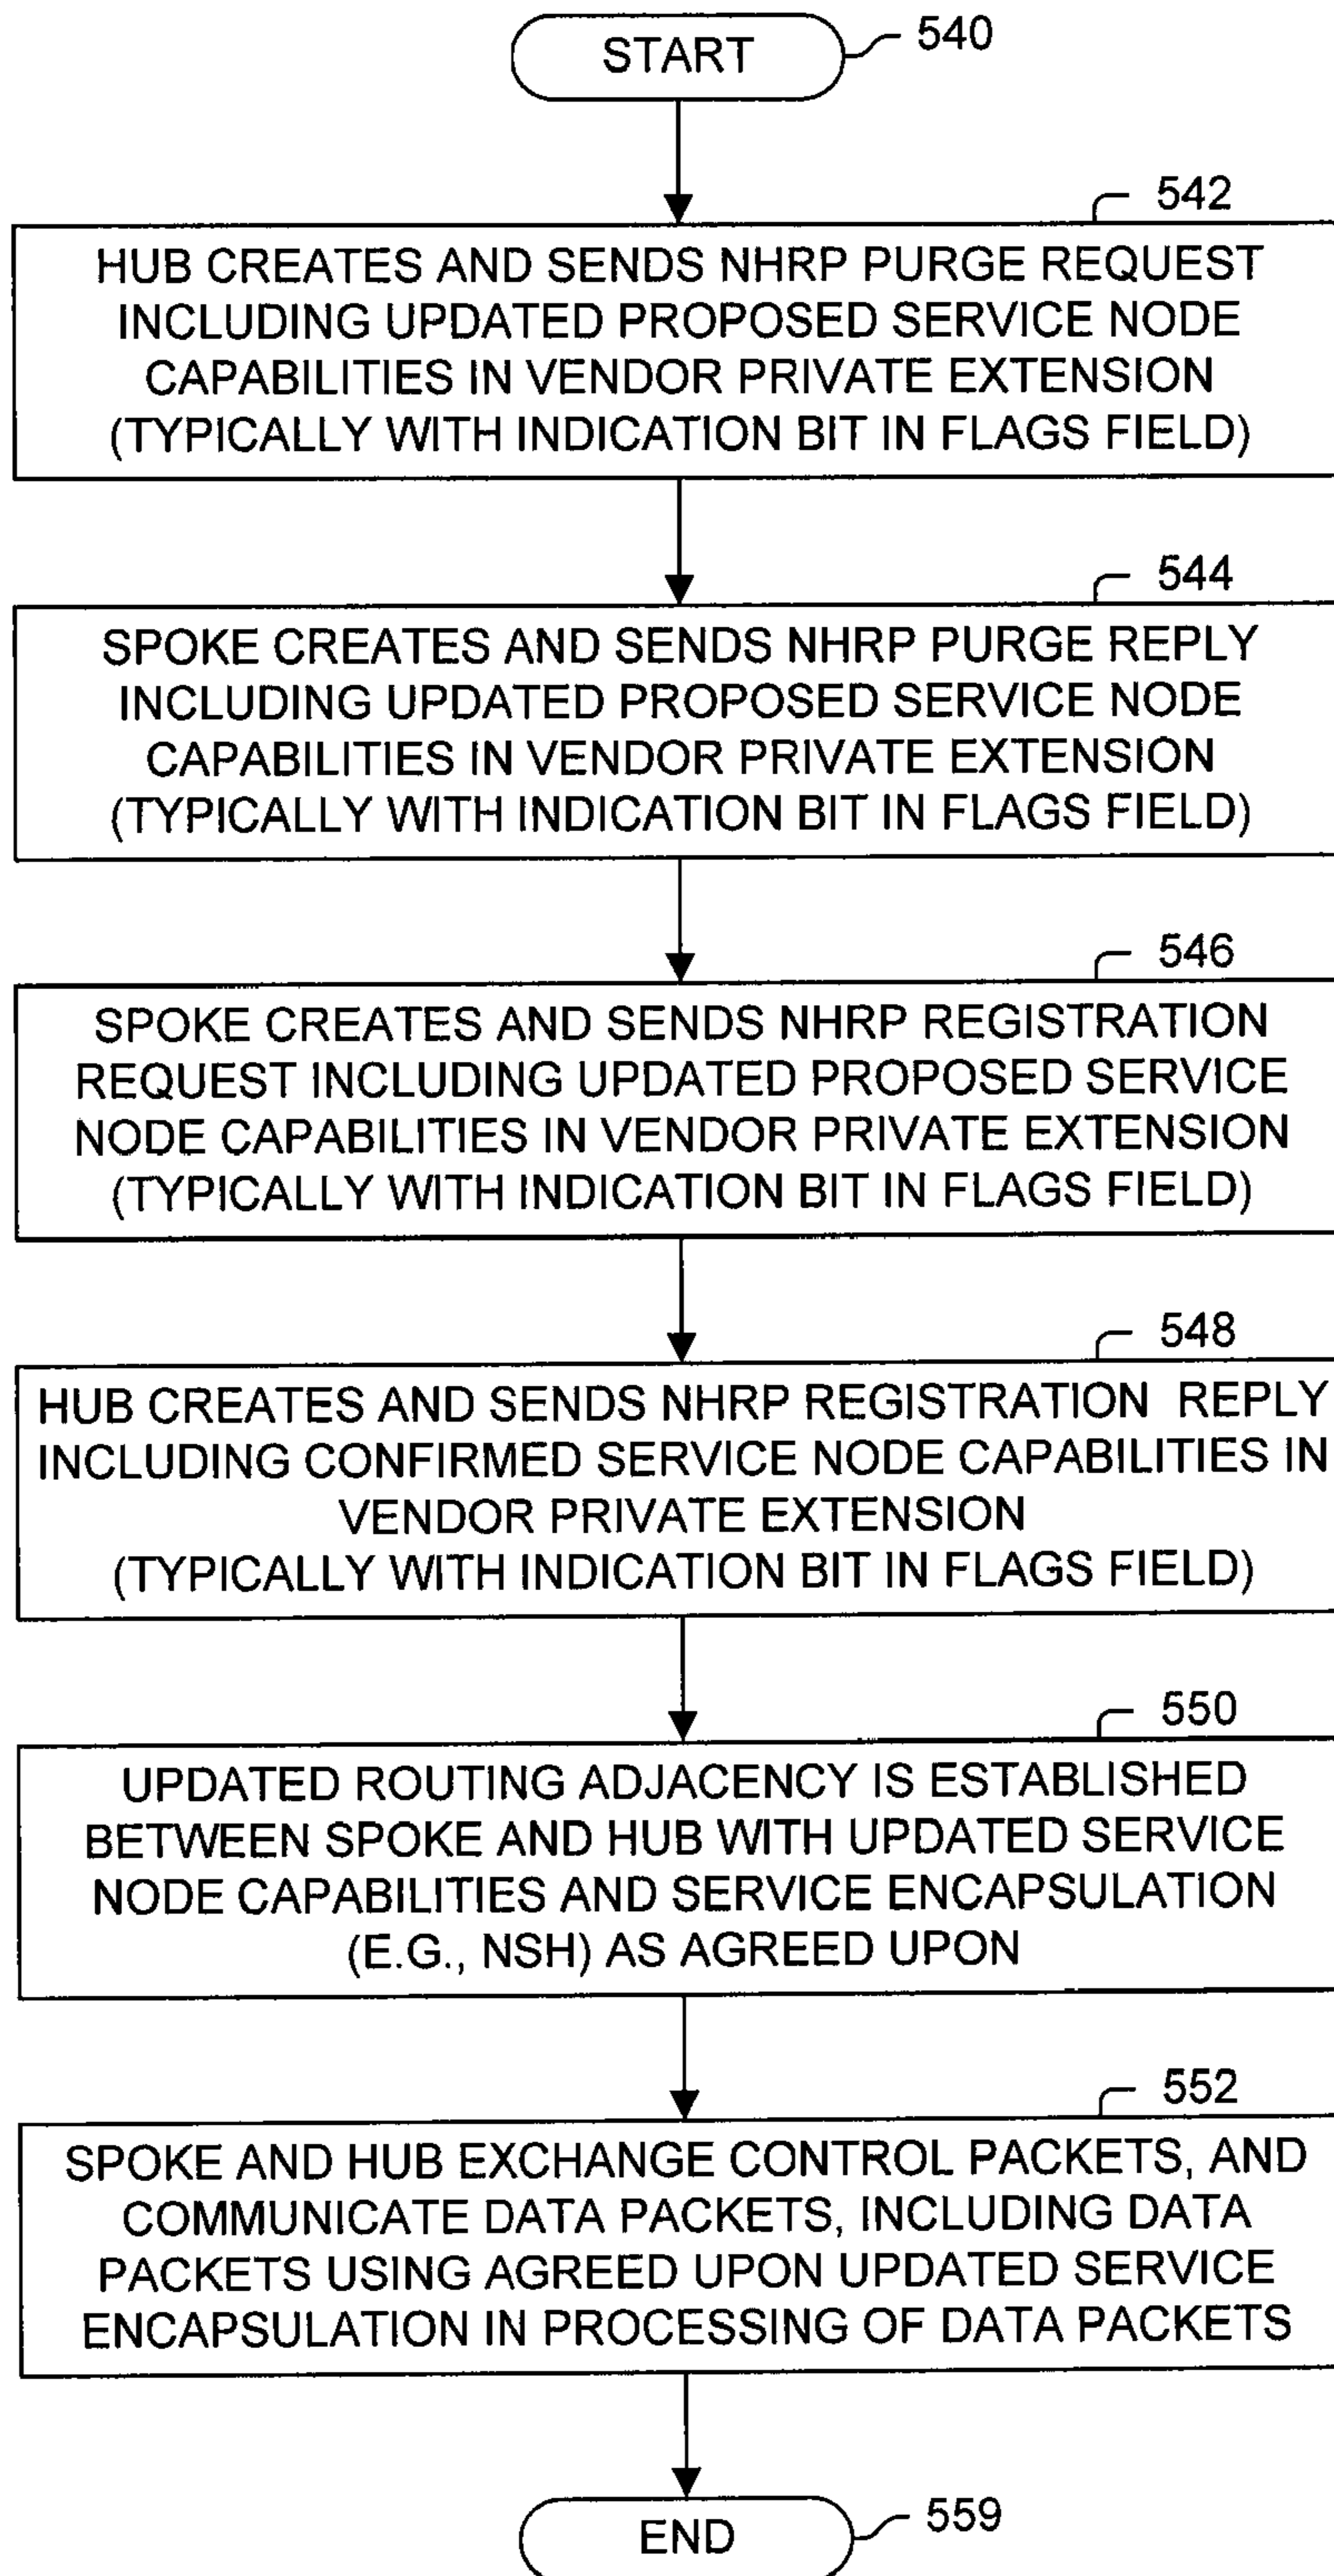 START
540
542
HUB CREATES AND SENDS NHRP PURGE REQUEST
INCLUDING UPDATED PROPOSED SERVICE NODE
CAPABILITIES IN VENDOR PRIVATE EXTENSION
(TYPICALLY WITH INDICATION BIT IN FLAGS FIELD)
544
SPOKE CREATES AND SENDS NHRP PURGE REPLY
INCLUDING UPDATED PROPOSED SERVICE NODE
CAPABILITIES IN VENDOR PRIVATE EXTENSION
(TYPICALLY WITH INDICATION BIT IN FLAGS FIELD)
546
SPOKE CREATES AND SENDS NHRP REGISTRATION
REQUEST INCLUDING UPDATED PROPOSED SERVICE
NODE CAPABILITIES IN VENDOR PRIVATE EXTENSION
(TYPICALLY WITH INDICATION BIT IN FLAGS FIELD)
548
HUB CREATES AND SENDS NHRP REGISTRATION REPLY
INCLUDING CONFIRMED SERVICE NODE CAPABILITIES IN
VENDOR PRIVATE EXTENSION
(TYPICALLY WITH INDICATION BIT IN FLAGS FIELD)
550
UPDATED ROUTING ADJACENCY IS ESTABLISHED
BETWEEN SPOKE AND HUB WITH UPDATED SERVICE
NODE CAPABILITIES AND SERVICE ENCAPSULATION
(E.G., NSH) AS AGREED UPON
552
SPOKE AND HUB EXCHANGE CONTROL PACKETS, AND
COMMUNICATE DATA PACKETS, INCLUDING DATA
PACKETS USING AGREED UPON UPDATED SERVICE
ENCAPSULATION IN PROCESSING OF DATA PACKETS
END
559